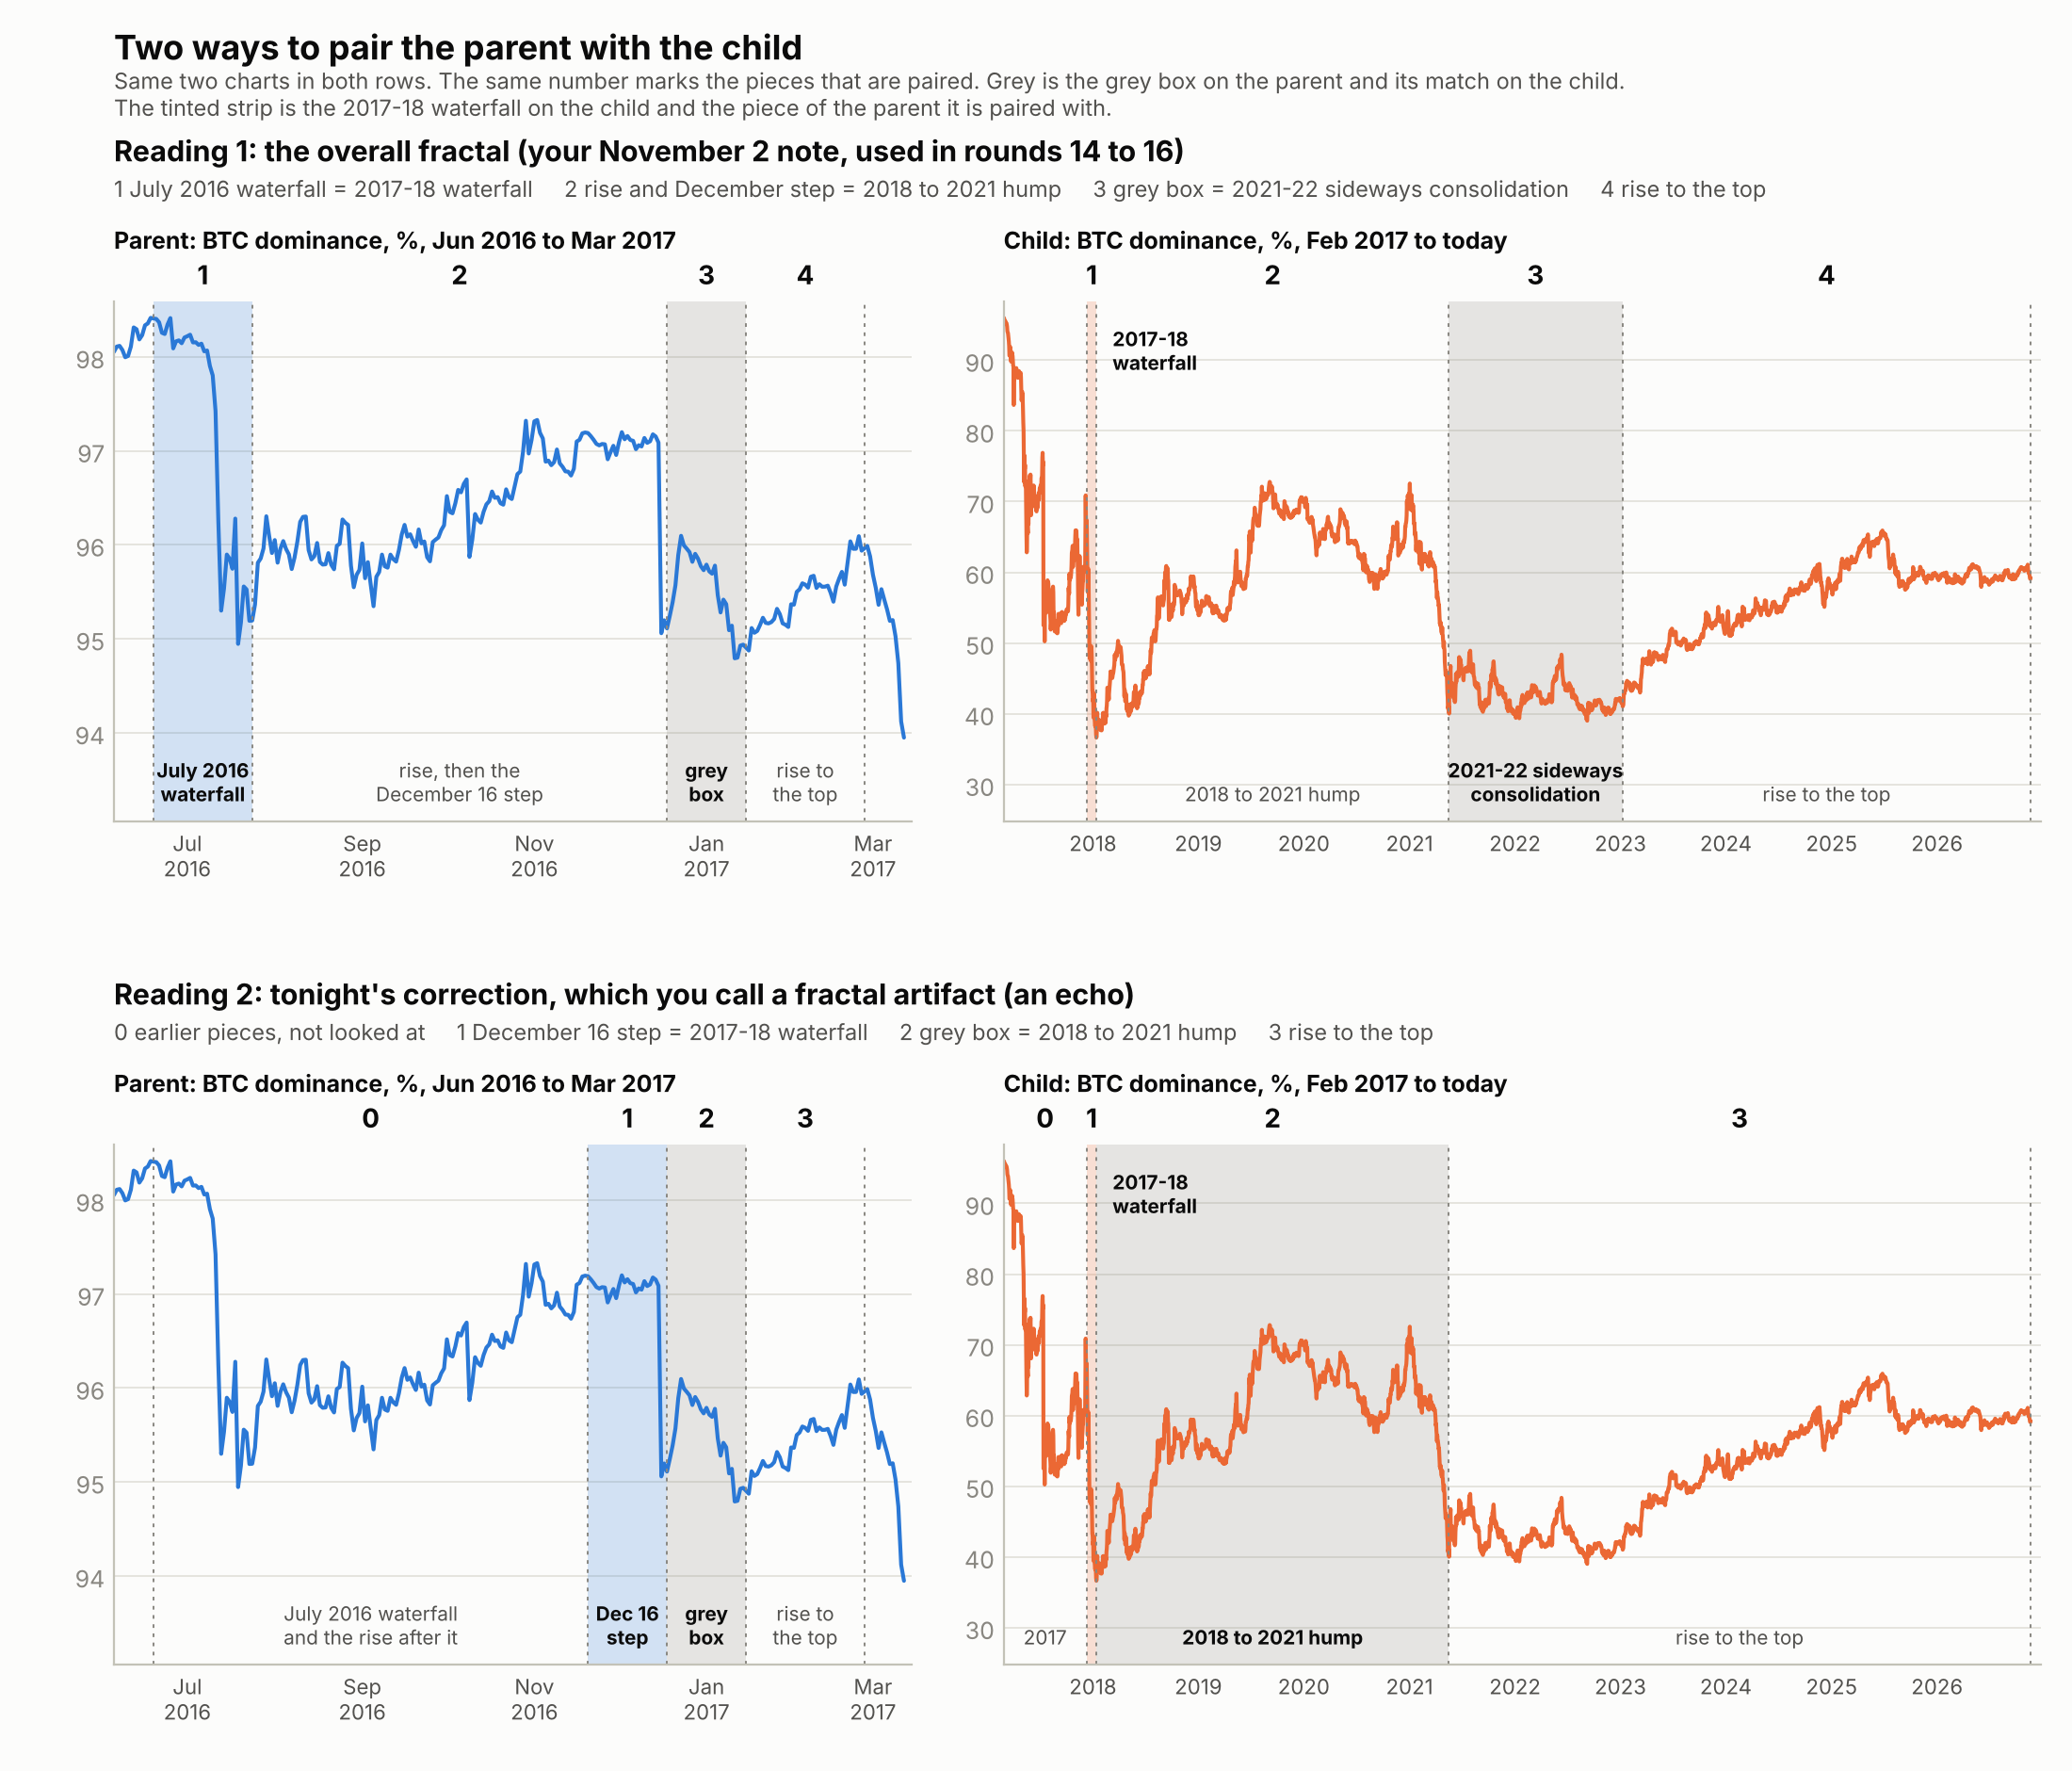 Two ways to pair the parent with the child
Same two charts in both rows. The same number marks the pieces that are paired. Grey is the grey box on the parent and its match on the child.
The tinted strip is the 2017-18 waterfall on the child and the piece of the parent it is paired with.
Reading 1: the overall fractal (your November 2 note, used in rounds 14 to 16)
1 July 2016 waterfall = 2017-18 waterfall 2 rise and December step = 2018 to 2021 hump 3 grey box = 2021-22 sideways consolidation 4 rise to the top
Parent: BTC dominance, %, Jun 2016 to Mar 2017
1 2 3 4
98
97
96
95
94
July 2016 waterfall
rise, then the December 16 step
grey box
rise to the top
Jul 2016
Sep 2016
Nov 2016
Jan 2017
Mar 2017
Child: BTC dominance, %, Feb 2017 to today
1 2 3 4
90
80
70
60
50
40
30
2017-18
waterfall
2018 to 2021 hump
2021-22 sideways
consolidation
rise to the top
2018 2019 2020 2021 2022 2023 2024 2025 2026
Reading 2: tonight's correction, which you call a fractal artifact (an echo)
0 earlier pieces, not looked at 1 December 16 step = 2017-18 waterfall 2 grey box = 2018 to 2021 hump 3 rise to the top
Parent: BTC dominance, %, Jun 2016 to Mar 2017
0 1 2 3
98
97
96
95
94
July 2016 waterfall
and the rise after it
Dec 16
step
grey
box
rise to
the top
Jul 2016
Sep 2016
Nov 2016
Jan 2017
Mar 2017
Child: BTC dominance, %, Feb 2017 to today
0 1 2 3
90
80
70
60
50
40
30
2017-18
waterfall
2017
2018 to 2021 hump
rise to the top
2018 2019 2020 2021 2022 2023 2024 2025 2026